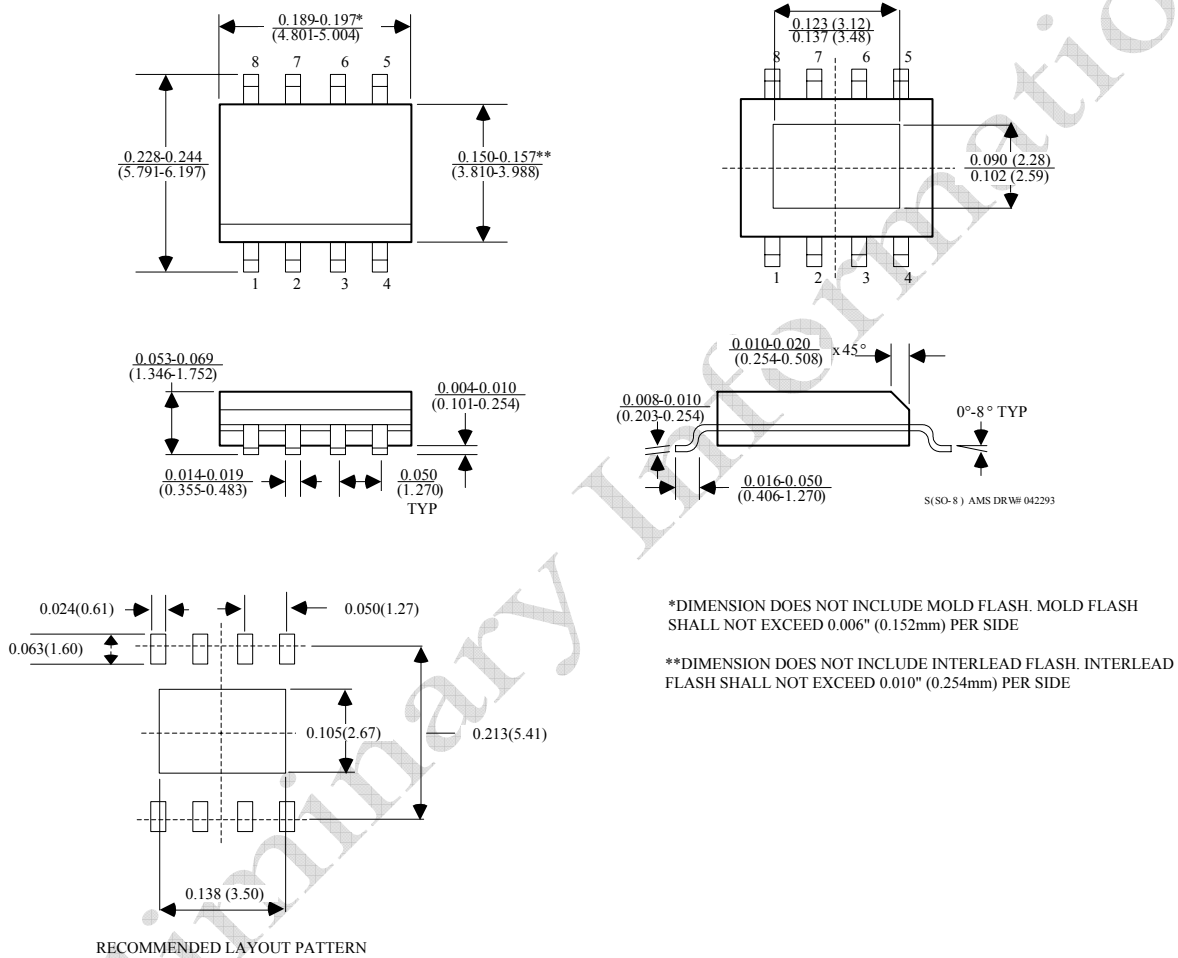 0.189-0.197*
(4.801-5.004)
8 7 6 5
0.228-0.244
(5.791-6.197)
0.150-0.157**
(3.810-3.988)
1 2 3 4
0.123 (3.12)
0.137 (3.48)
8 7 6 5
0.090 (2.28)
0.102 (2.59)
1 2 3 4
0.053-0.069
(1.346-1.752)
0.004-0.010
(0.101-0.254)
0.014-0.019
(0.355-0.483)
0.050
(1.270)
TYP
0.010-0.020
(0.254-0.508)
x 45°
0.008-0.010
(0.203-0.254)
0°-8° TYP
0.016-0.050
(0.406-1.270)
S(SO-8 ) AMS DRW# 042293
0.024(0.61)
0.050(1.27)
0.063(1.60)
0.105(2.67)
0.213(5.41)
0.138 (3.50)
RECOMMENDED LAYOUT PATTERN
*DIMENSION DOES NOT INCLUDE MOLD FLASH. MOLD FLASH
SHALL NOT EXCEED 0.006" (0.152mm) PER SIDE
**DIMENSION DOES NOT INCLUDE INTERLEAD FLASH. INTERLEAD
FLASH SHALL NOT EXCEED 0.010" (0.254mm) PER SIDE